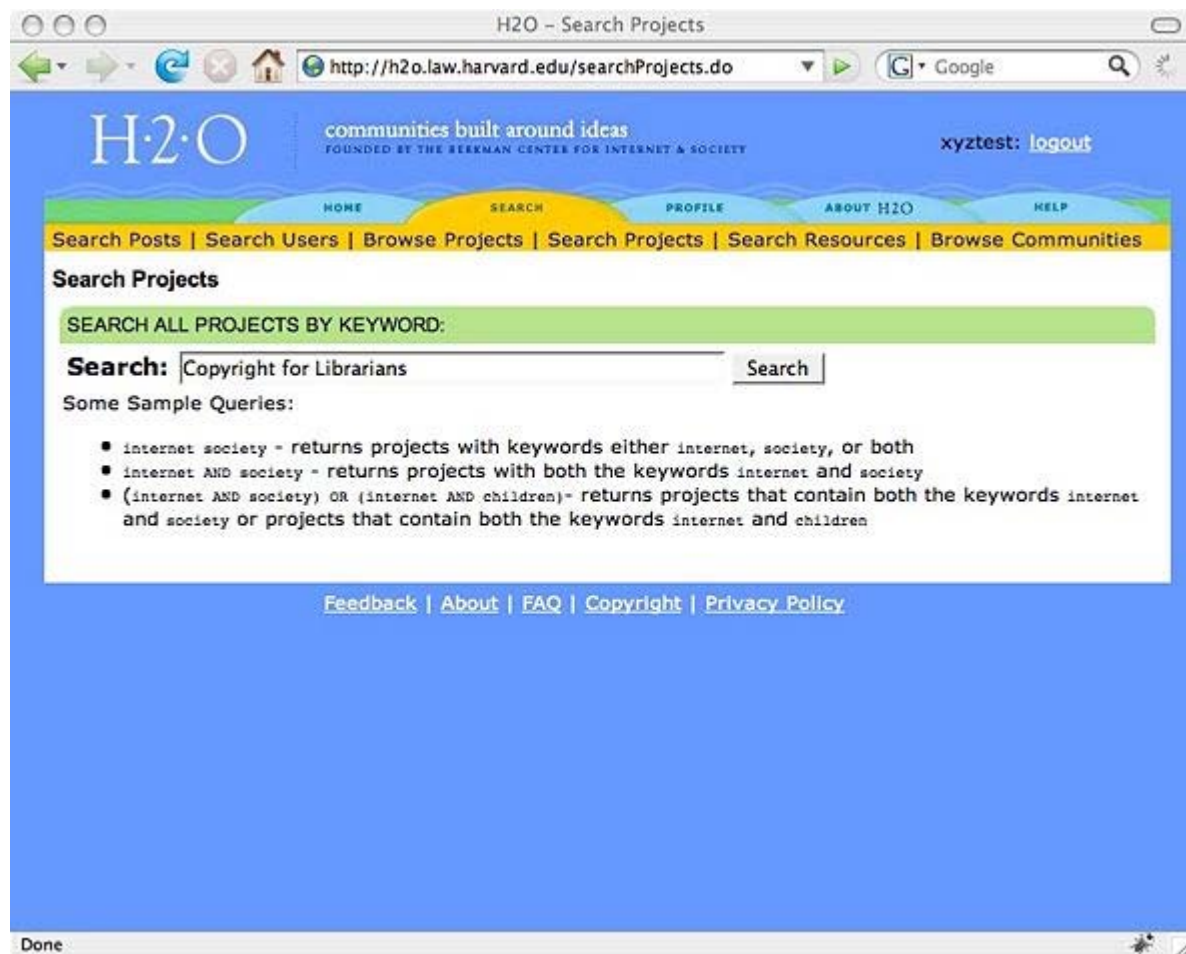 H2O – Search Projects
http://h2o.law.harvard.edu/searchProjects.do
G Google
H·2·O
communities built around ideas
FOUNDED BY THE BERKMAN CENTER FOR INTERNET & SOCIETY
xyztest: logout
HOME SEARCH PROFILE ABOUT H2O HELP
Search Posts | Search Users | Browse Projects | Search Projects | Search Resources | Browse Communities
Search Projects
SEARCH ALL PROJECTS BY KEYWORD:
Search: Copyright for Librarians Search
Some Sample Queries:
• internet society - returns projects with keywords either internet, society, or both
• internet AND society - returns projects with both the keywords internet and society
• (internet AND society) OR (internet AND children)- returns projects that contain both the keywords internet
and society or projects that contain both the keywords internet and children
Feedback | About | FAQ | Copyright | Privacy Policy
Done